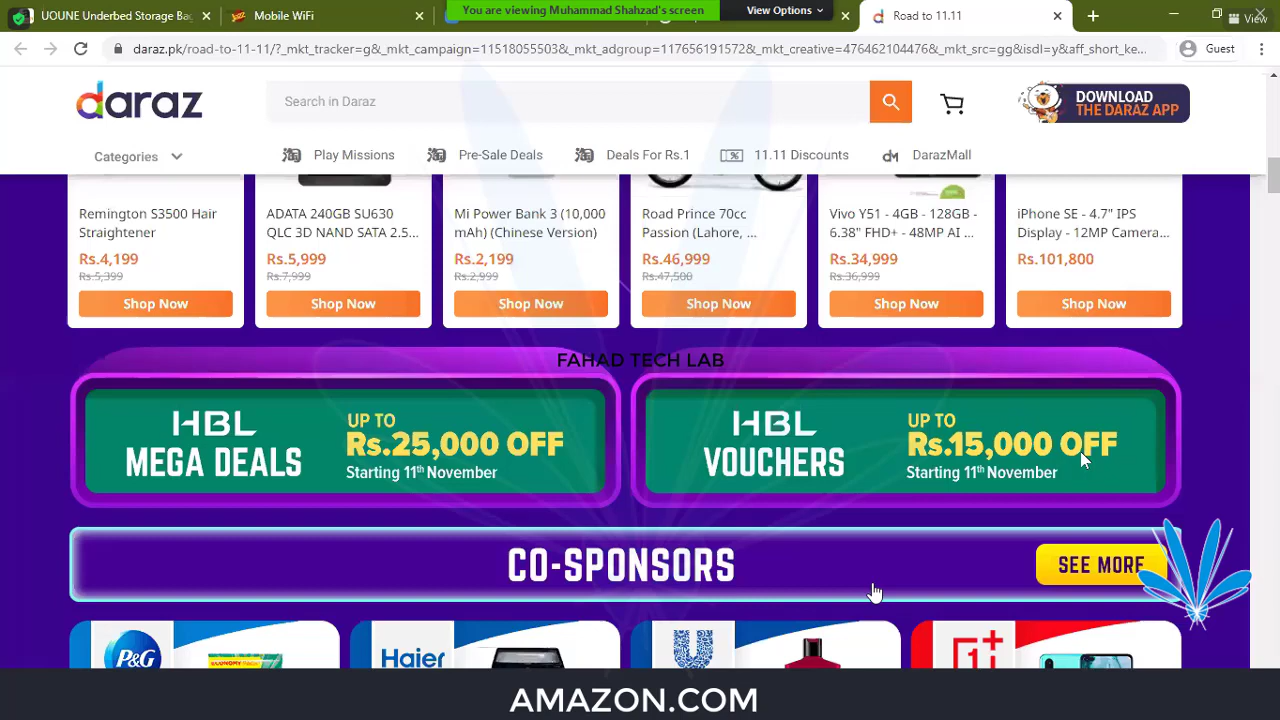 UOUNE Underbed Storage Ba
Mobile WiFi
You are viewing Muhammad Shahzad's screen
View Options
Road to 11.11
View
daraz.pk/road-to-11-11/?_mkt_tracker=g&_mkt_campaign=11518055503&_mkt_adgroup=117656191572&_mkt_creative=476462104476&_mkt_src=gg&isdl=y&aff_short_ke...
Guest
daraz
Search in Daraz
DOWNLOAD
THE DARAZ APP
Categories
Play Missions
Pre-Sale Deals
Deals For Rs.1
11.11 Discounts
DarazMall
Remington S3500 Hair
Straightener
Rs.4,199
Rs.5,399
Shop Now
ADATA 240GB SU630
QLC 3D NAND SATA 2.5...
Rs.5,999
Rs.7,999
Shop Now
Mi Power Bank 3 (10,000
mAh) (Chinese Version)
Rs.2,199
Rs.2,999
Shop Now
Road Prince 70cc
Passion (Lahore, ...
Rs.46,999
Rs.47,500
Shop Now
Vivo Y51 - 4GB - 128GB -
6.38" FHD+ - 48MP AI ...
Rs.34,999
Rs.36,999
Shop Now
iPhone SE - 4.7" IPS
Display - 12MP Camera...
Rs.101,800
Shop Now
FAHAD TECH LAB
HBL
MEGA DEALS
UP TO
Rs.25,000 OFF
Starting 11th November
HBL
VOUCHERS
UP TO
Rs.15,000 OFF
Starting 11th November
CO-SPONSORS
SEE MORE
P&G
ECONOMY PACK
Haier
AMAZON.COM